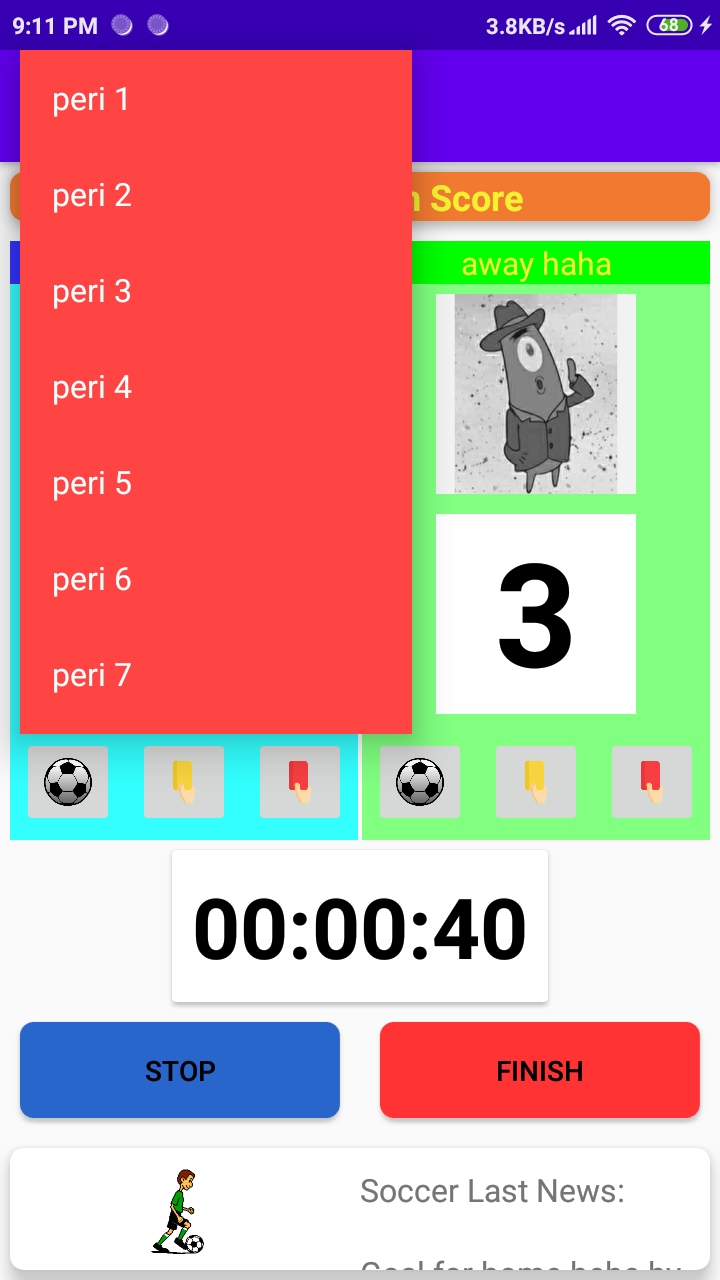 9:11 PM 3.8KB/s 68
peri 1
peri 2
peri 3
peri 4
peri 5
peri 6
peri 7
Score
away haha
3
00:00:40
STOP FINISH
Soccer Last News: